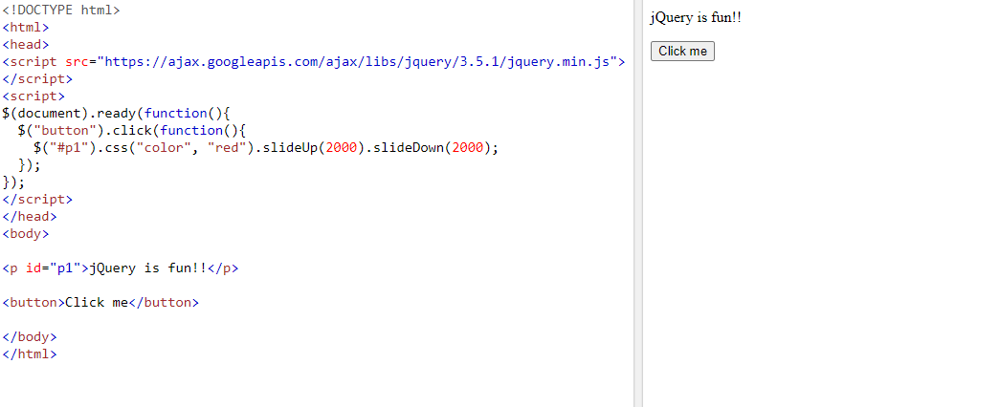 <!DOCTYPE html>
<html>
<head>
<script src="https://ajax.googleapis.com/ajax/libs/jquery/3.5.1/jquery.min.js">
</script>
<script>
$(document).ready(function(){
  $("button").click(function(){
    $("#p1").css("color", "red").slideUp(2000).slideDown(2000);
  });
});
</script>
</head>
<body>
<p id="p1">jQuery is fun!!</p>
<button>Click me</button>
</body>
</html>
jQuery is fun!!
Click me